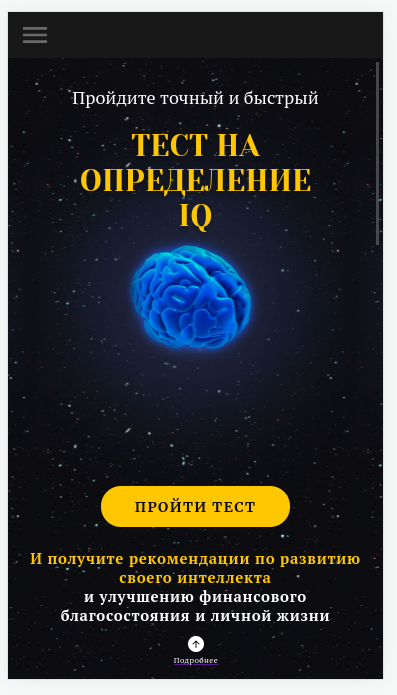 Пройдите точный и быстрый
ТЕСТ НА
ОПРЕДЕЛЕНИЕ
IQ
ПРОЙТИ ТЕСТ
И получите рекомендации по развитию
своего интеллекта
и улучшению финансового
благосостояния и личной жизни
Подробнее